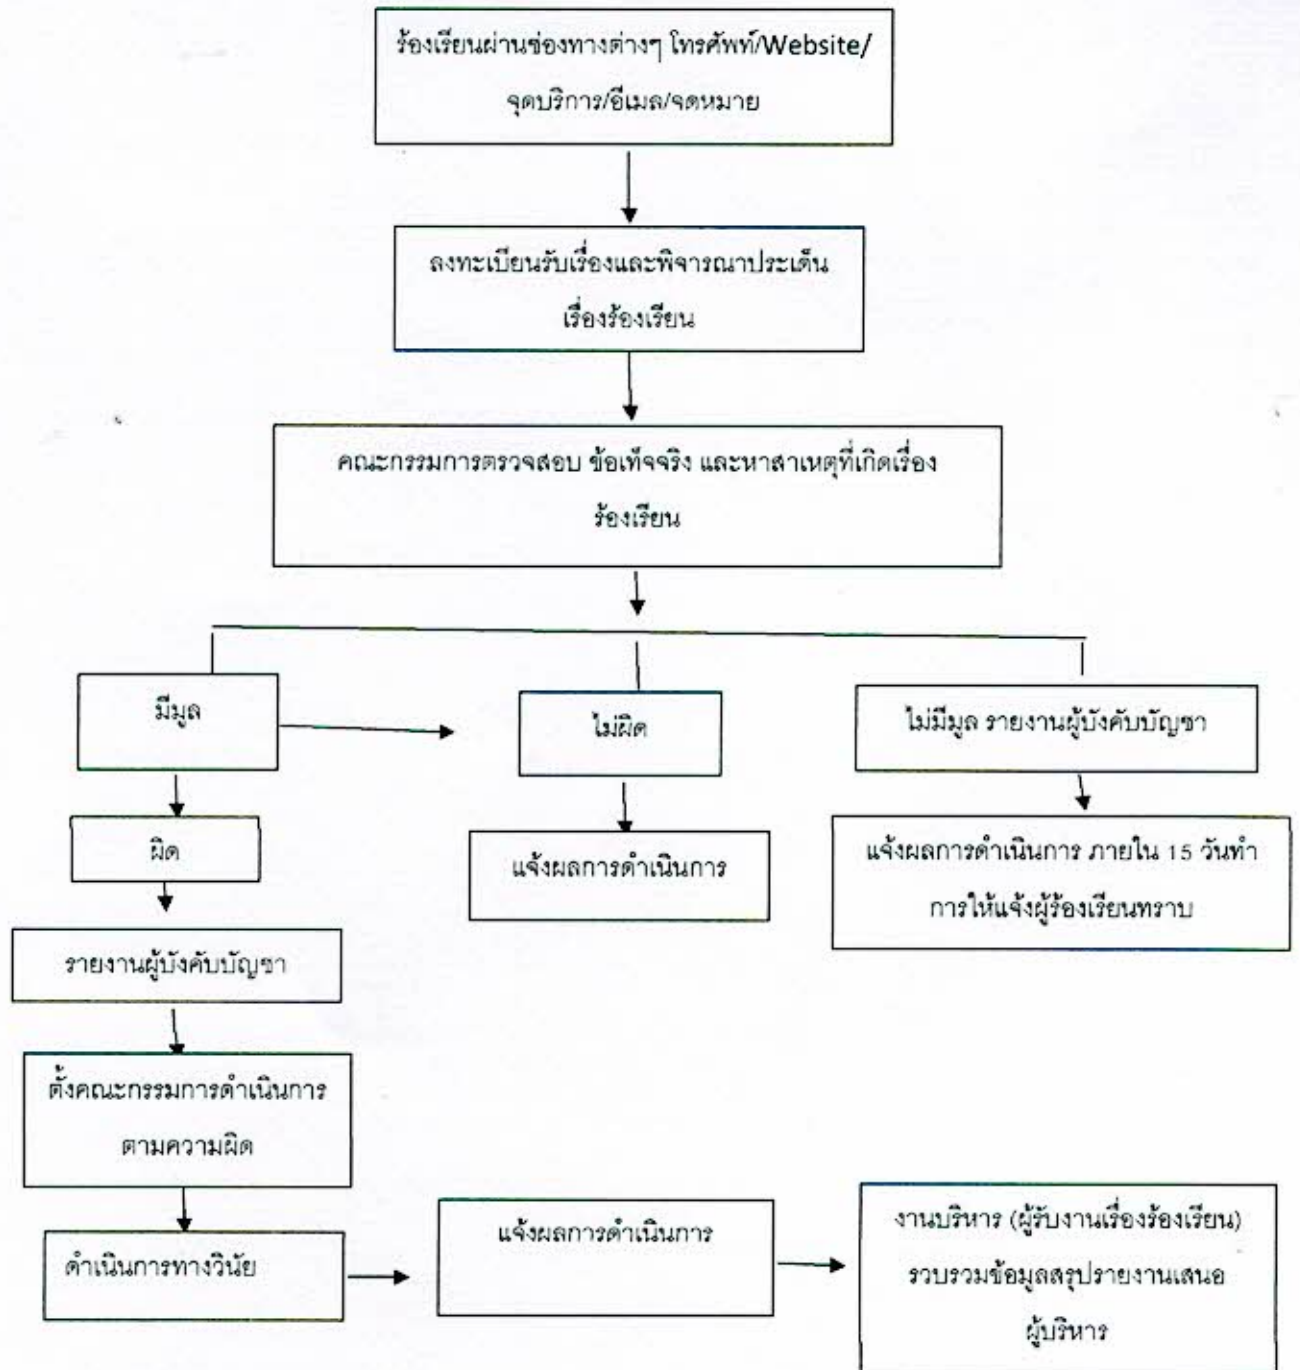 ร้องเรียนผ่านช่องทางต่างๆ โทรศัพท์/Website/
จุดบริการ/อีเมล/จดหมาย
ลงทะเบียนรับเรื่องและพิจารณาประเด็น
เรื่องร้องเรียน
คณะกรรมการตรวจสอบ ข้อเท็จจริง และหาสาเหตุที่เกิดเรื่อง
ร้องเรียน
มีมูล
ไม่ผิด
ไม่มีมูล รายงานผู้บังคับบัญชา
ผิด
แจ้งผลการดำเนินการ
แจ้งผลการดำเนินการ ภายใน 15 วันทำ
การให้แจ้งผู้ร้องเรียนทราบ
รายงานผู้บังคับบัญชา
ตั้งคณะกรรมการดำเนินการ
ตามความผิด
ดำเนินการทางวินัย
แจ้งผลการดำเนินการ
งานบริหาร (ผู้รับงานเรื่องร้องเรียน)
รวบรวมข้อมูลสรุปรายงานเสนอ
ผู้บริหาร